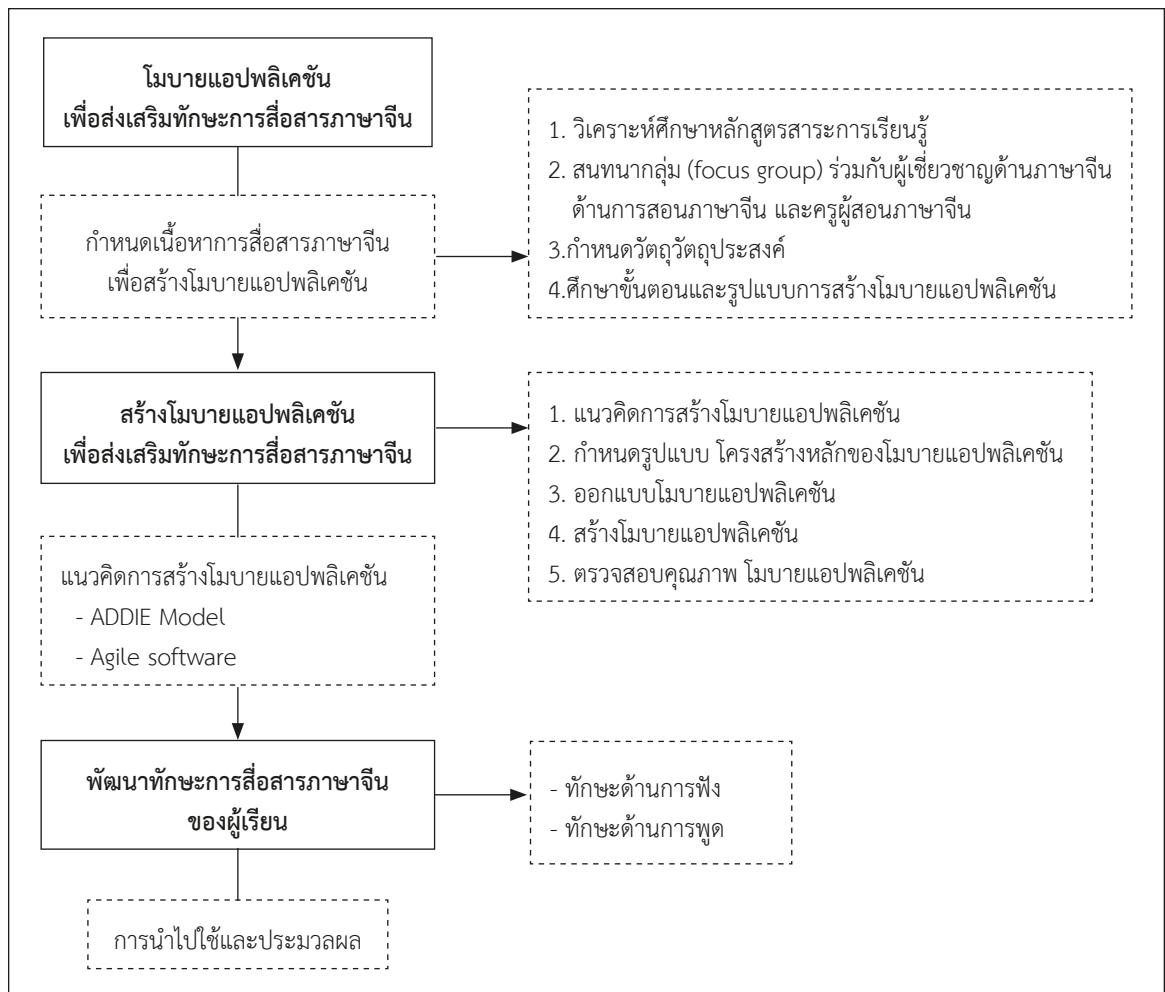 โมบายแอปพลิเคชัน
เพื่อส่งเสริมทักษะการสื่อสารภาษาจีน
กำหนดเนื้อหาการสื่อสารภาษาจีน
เพื่อสร้างโมบายแอปพลิเคชัน
1. วิเคราะห์ศึกษาหลักสูตรสาระการเรียนรู้
2. สนทนากลุ่ม (focus group) ร่วมกับผู้เชี่ยวชาญด้านภาษาจีน
ด้านการสอนภาษาจีน และครูผู้สอนภาษาจีน
3.กำหนดวัตถุวัตถุประสงค์
4.ศึกษาขั้นตอนและรูปแบบการสร้างโมบายแอปพลิเคชัน
สร้างโมบายแอปพลิเคชัน
เพื่อส่งเสริมทักษะการสื่อสารภาษาจีน
1. แนวคิดการสร้างโมบายแอปพลิเคชัน
2. กำหนดรูปแบบ โครงสร้างหลักของโมบายแอปพลิเคชัน
3. ออกแบบโมบายแอปพลิเคชัน
4. สร้างโมบายแอปพลิเคชัน
5. ตรวจสอบคุณภาพ โมบายแอปพลิเคชัน
แนวคิดการสร้างโมบายแอปพลิเคชัน
- ADDIE Model
- Agile software
พัฒนาทักษะการสื่อสารภาษาจีน
ของผู้เรียน
- ทักษะด้านการฟัง
- ทักษะด้านการพูด
การนำไปใช้และประมวลผล